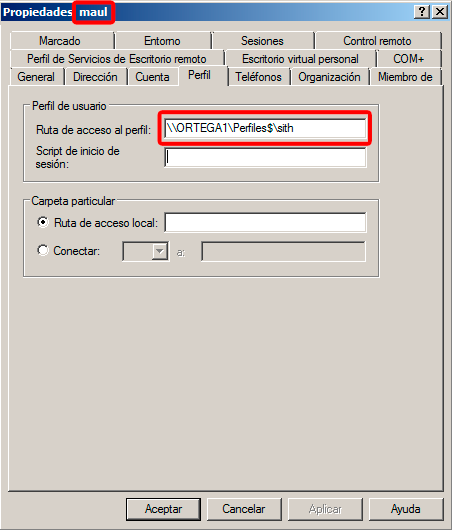 Propiedades maul
Marcado Entorno Sesiones Control remoto
Perfil de Servicios de Escritorio remoto Escritorio virtual personal COM+
General Dirección Cuenta Perfil Teléfonos Organización Miembro de
Perfil de usuario
Ruta de acceso al perfil: \\ORTEGA1\Perfiles$\sith
Script de inicio de
sesión:
Carpeta particular
Ruta de acceso local:
Conectar: a:
Aceptar Cancelar Aplicar Ayuda